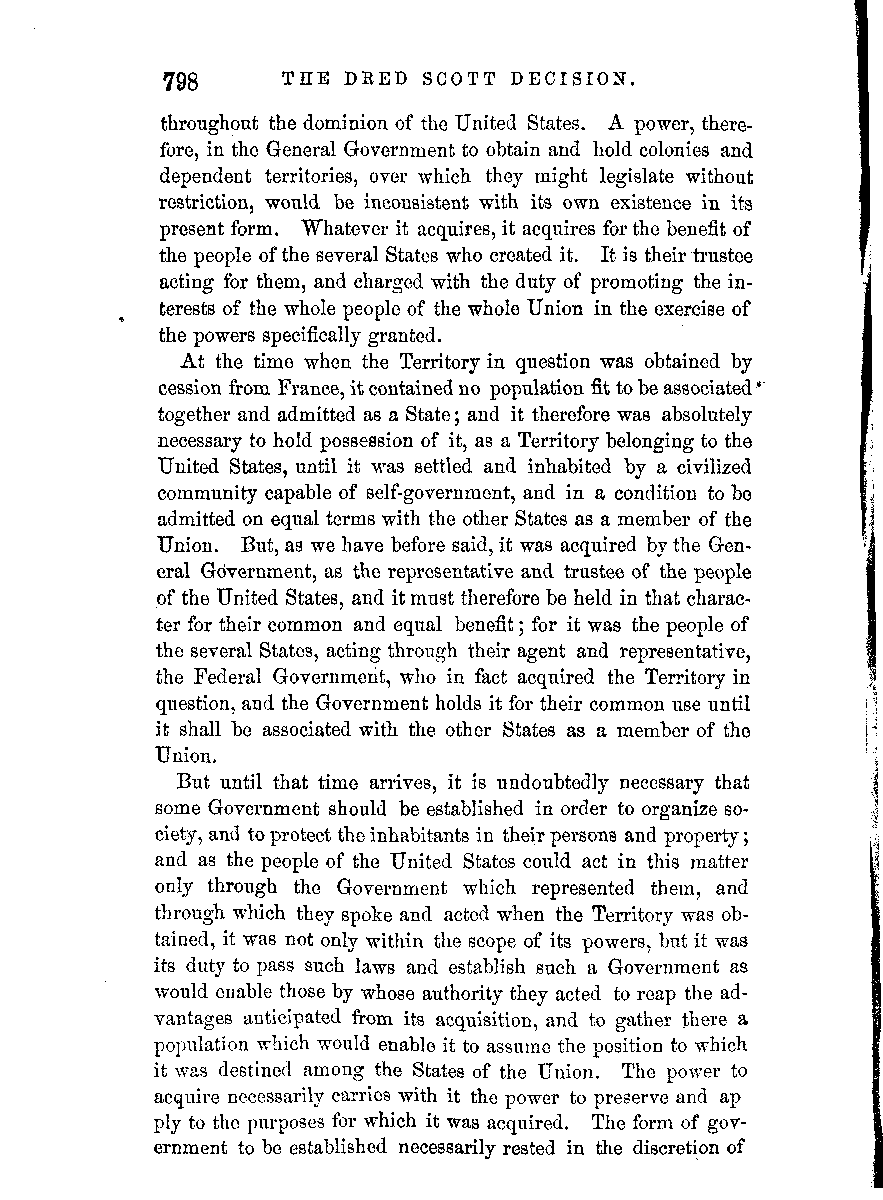 798 THE DRED SCOTT DECISION.
throughout the dominion of the United States. A power, there-
fore, in the General Government to obtain and hold colonies and
dependent territories, over which they might legislate without
restriction, would be inconsistent with its own existence in its
present form. Whatever it acquires, it acquires for the benefit of
the people of the several States who created it. It is their trustee
acting for them, and charged with the duty of promoting the in-
terests of the whole people of the whole Union in the exercise of
the powers specifically granted.
At the time when the Territory in question was obtained by
cession from France, it contained no population fit to be associated
together and admitted as a State; and it therefore was absolutely
necessary to hold possession of it, as a Territory belonging to the
United States, until it was settled and inhabited by a civilized
community capable of self-government, and in a condition to be
admitted on equal terms with the other States as a member of the
Union. But, as we have before said, it was acquired by the Gen-
eral Government, as the representative and trustee of the people
of the United States, and it must therefore be held in that charac-
ter for their common and equal benefit; for it was the people of
the several States, acting through their agent and representative,
the Federal Government, who in fact acquired the Territory in
question, and the Government holds it for their common use until
it shall be associated with the other States as a member of the
Union.
But until that time arrives, it is undoubtedly necessary that
some Government should be established in order to organize so-
ciety, and to protect the inhabitants in their persons and property;
and as the people of the United States could act in this matter
only through the Government which represented them, and
through which they spoke and acted when the Territory was ob-
tained, it was not only within the scope of its powers, but it was
its duty to pass such laws and establish such a Government as
would enable those by whose authority they acted to reap the ad-
vantages anticipated from its acquisition, and to gather there a
population which would enable it to assume the position to which
it was destined among the States of the Union. The power to
acquire necessarily carries with it the power to preserve and ap
ply to the purposes for which it was acquired. The form of gov-
ernment to be established necessarily rested in the discretion of